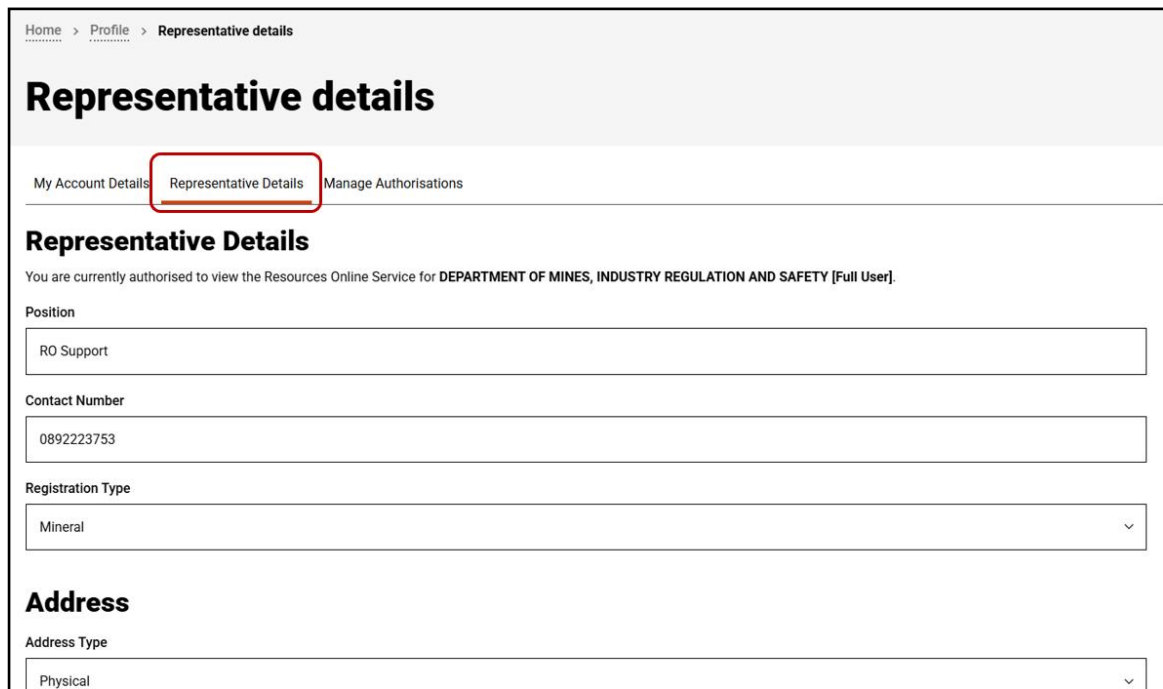 Home > Profile > Representative details
Representative details
My Account Details Representative Details Manage Authorisations
Representative Details
You are currently authorised to view the Resources Online Service for DEPARTMENT OF MINES, INDUSTRY REGULATION AND SAFETY [Full User].
Position
RO Support
Contact Number
0892223753
Registration Type
Mineral
Address
Address Type
Physical